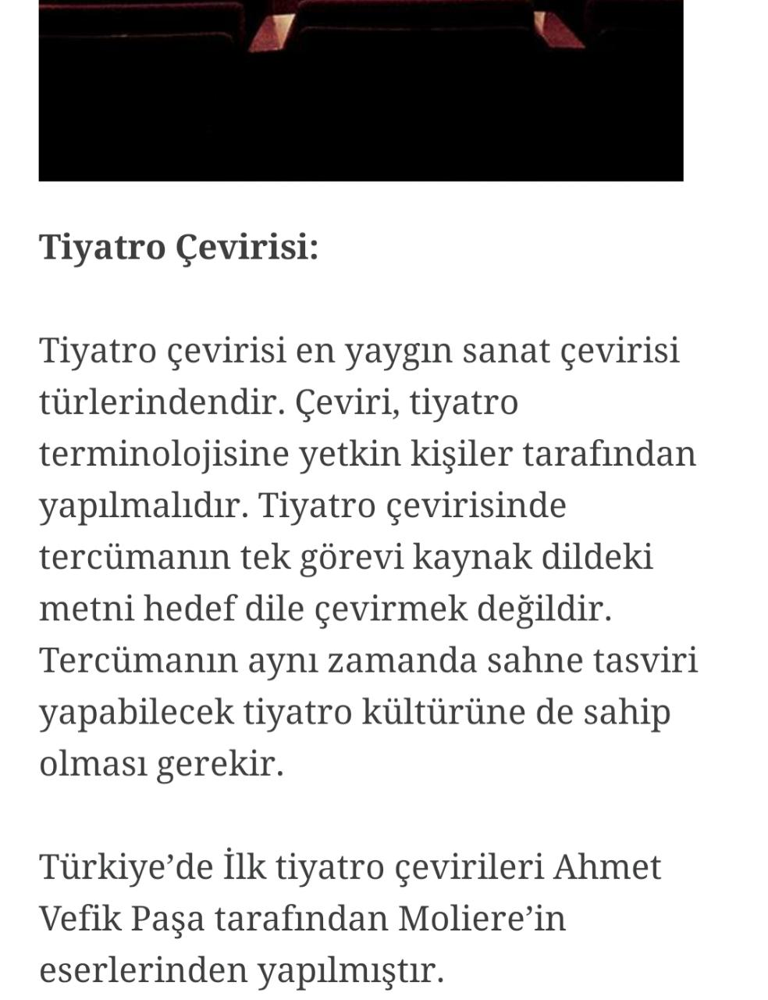 Tiyatro Çevirisi:
Tiyatro çevirisi en yaygın sanat çevirisi
türlerindendir. Çeviri, tiyatro
terminolojisine yetkin kişiler tarafından
yapılmalıdır. Tiyatro çevirisinde
tercümanın tek görevi kaynak dildeki
metni hedef dile çevirmek değildir.
Tercümanın aynı zamanda sahne tasviri
yapabilecek tiyatro kültürüne de sahip
olması gerekir.
Türkiye’de İlk tiyatro çevirileri Ahmet
Vefik Paşa tarafından Moliere’in
eserlerinden yapılmıştır.